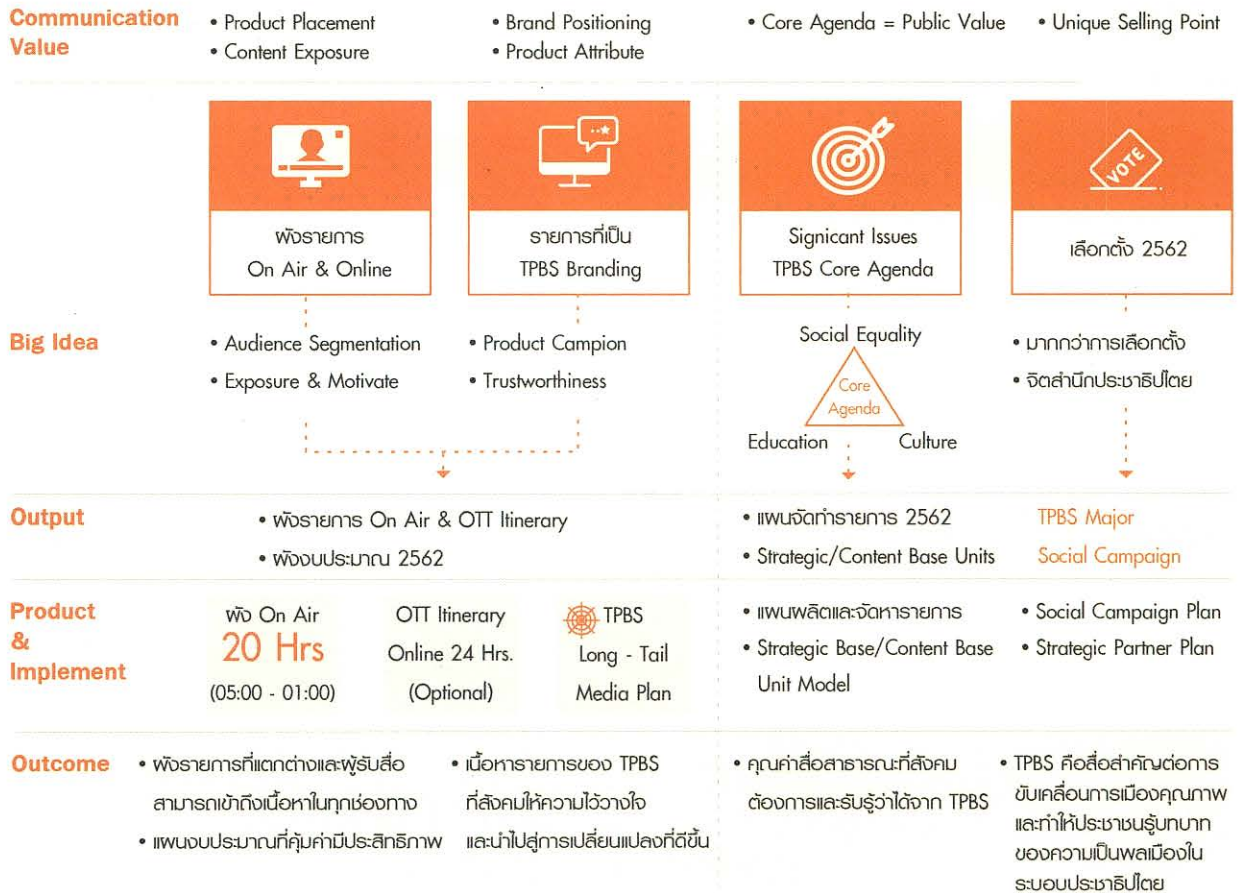 Communication
Value
• Product Placement
• Content Exposure
• Brand Positioning
• Product Attribute
• Core Agenda = Public Value
• Unique Selling Point
ผังรายการ
On Air & Online
รายการที่เป็น
TPBS Branding
Signicant Issues
TPBS Core Agenda
VOTE
เลือกตั้ง 2562
Big Idea
• Audience Segmentation
• Exposure & Motivate
• Product Campion
• Trustworthiness
Social Equality
Core
Agenda
Education
Culture
• มากกว่าการเลือกตั้ง
• จิตสำนึกประชาธิปไตย
Output
• ผังรายการ On Air & OTT Itinerary
• ผังงบประมาณ 2562
• แผนจัดทำรายการ 2562
• Strategic/Content Base Units
TPBS Major
Social Campaign
Product
&
Implement
ผัง On Air
20 Hrs
(05:00 - 01:00)
OTT Itinerary
Online 24 Hrs.
(Optional)
TPBS
Long - Tail
Media Plan
• แผนผลิตและจัดหารายการ
• Strategic Base/Content Base
Unit Model
• Social Campaign Plan
• Strategic Partner Plan
Outcome
• ผังรายการที่แตกต่างและผู้รับสื่อ
สามารถเข้าถึงเนื้อหาในทุกช่องทาง
• แผนงบประมาณที่คุ้มค่ามีประสิทธิภาพ
• เนื้อหารายการของ TPBS
ที่สังคมให้ความไว้วางใจ
และนำไปสู่การเปลี่ยนแปลงที่ดีขึ้น
• คุณค่าสื่อสาธารณะที่สังคม
ต้องการและรับรู้ว่าได้จาก TPBS
• TPBS คือสื่อสำคัญต่อการ
ขับเคลื่อนการเมืองคุณภาพ
และทำให้ประชาชนรู้บทบาท
ของความเป็นพลเมืองใน
ระบอบประชาธิปไตย